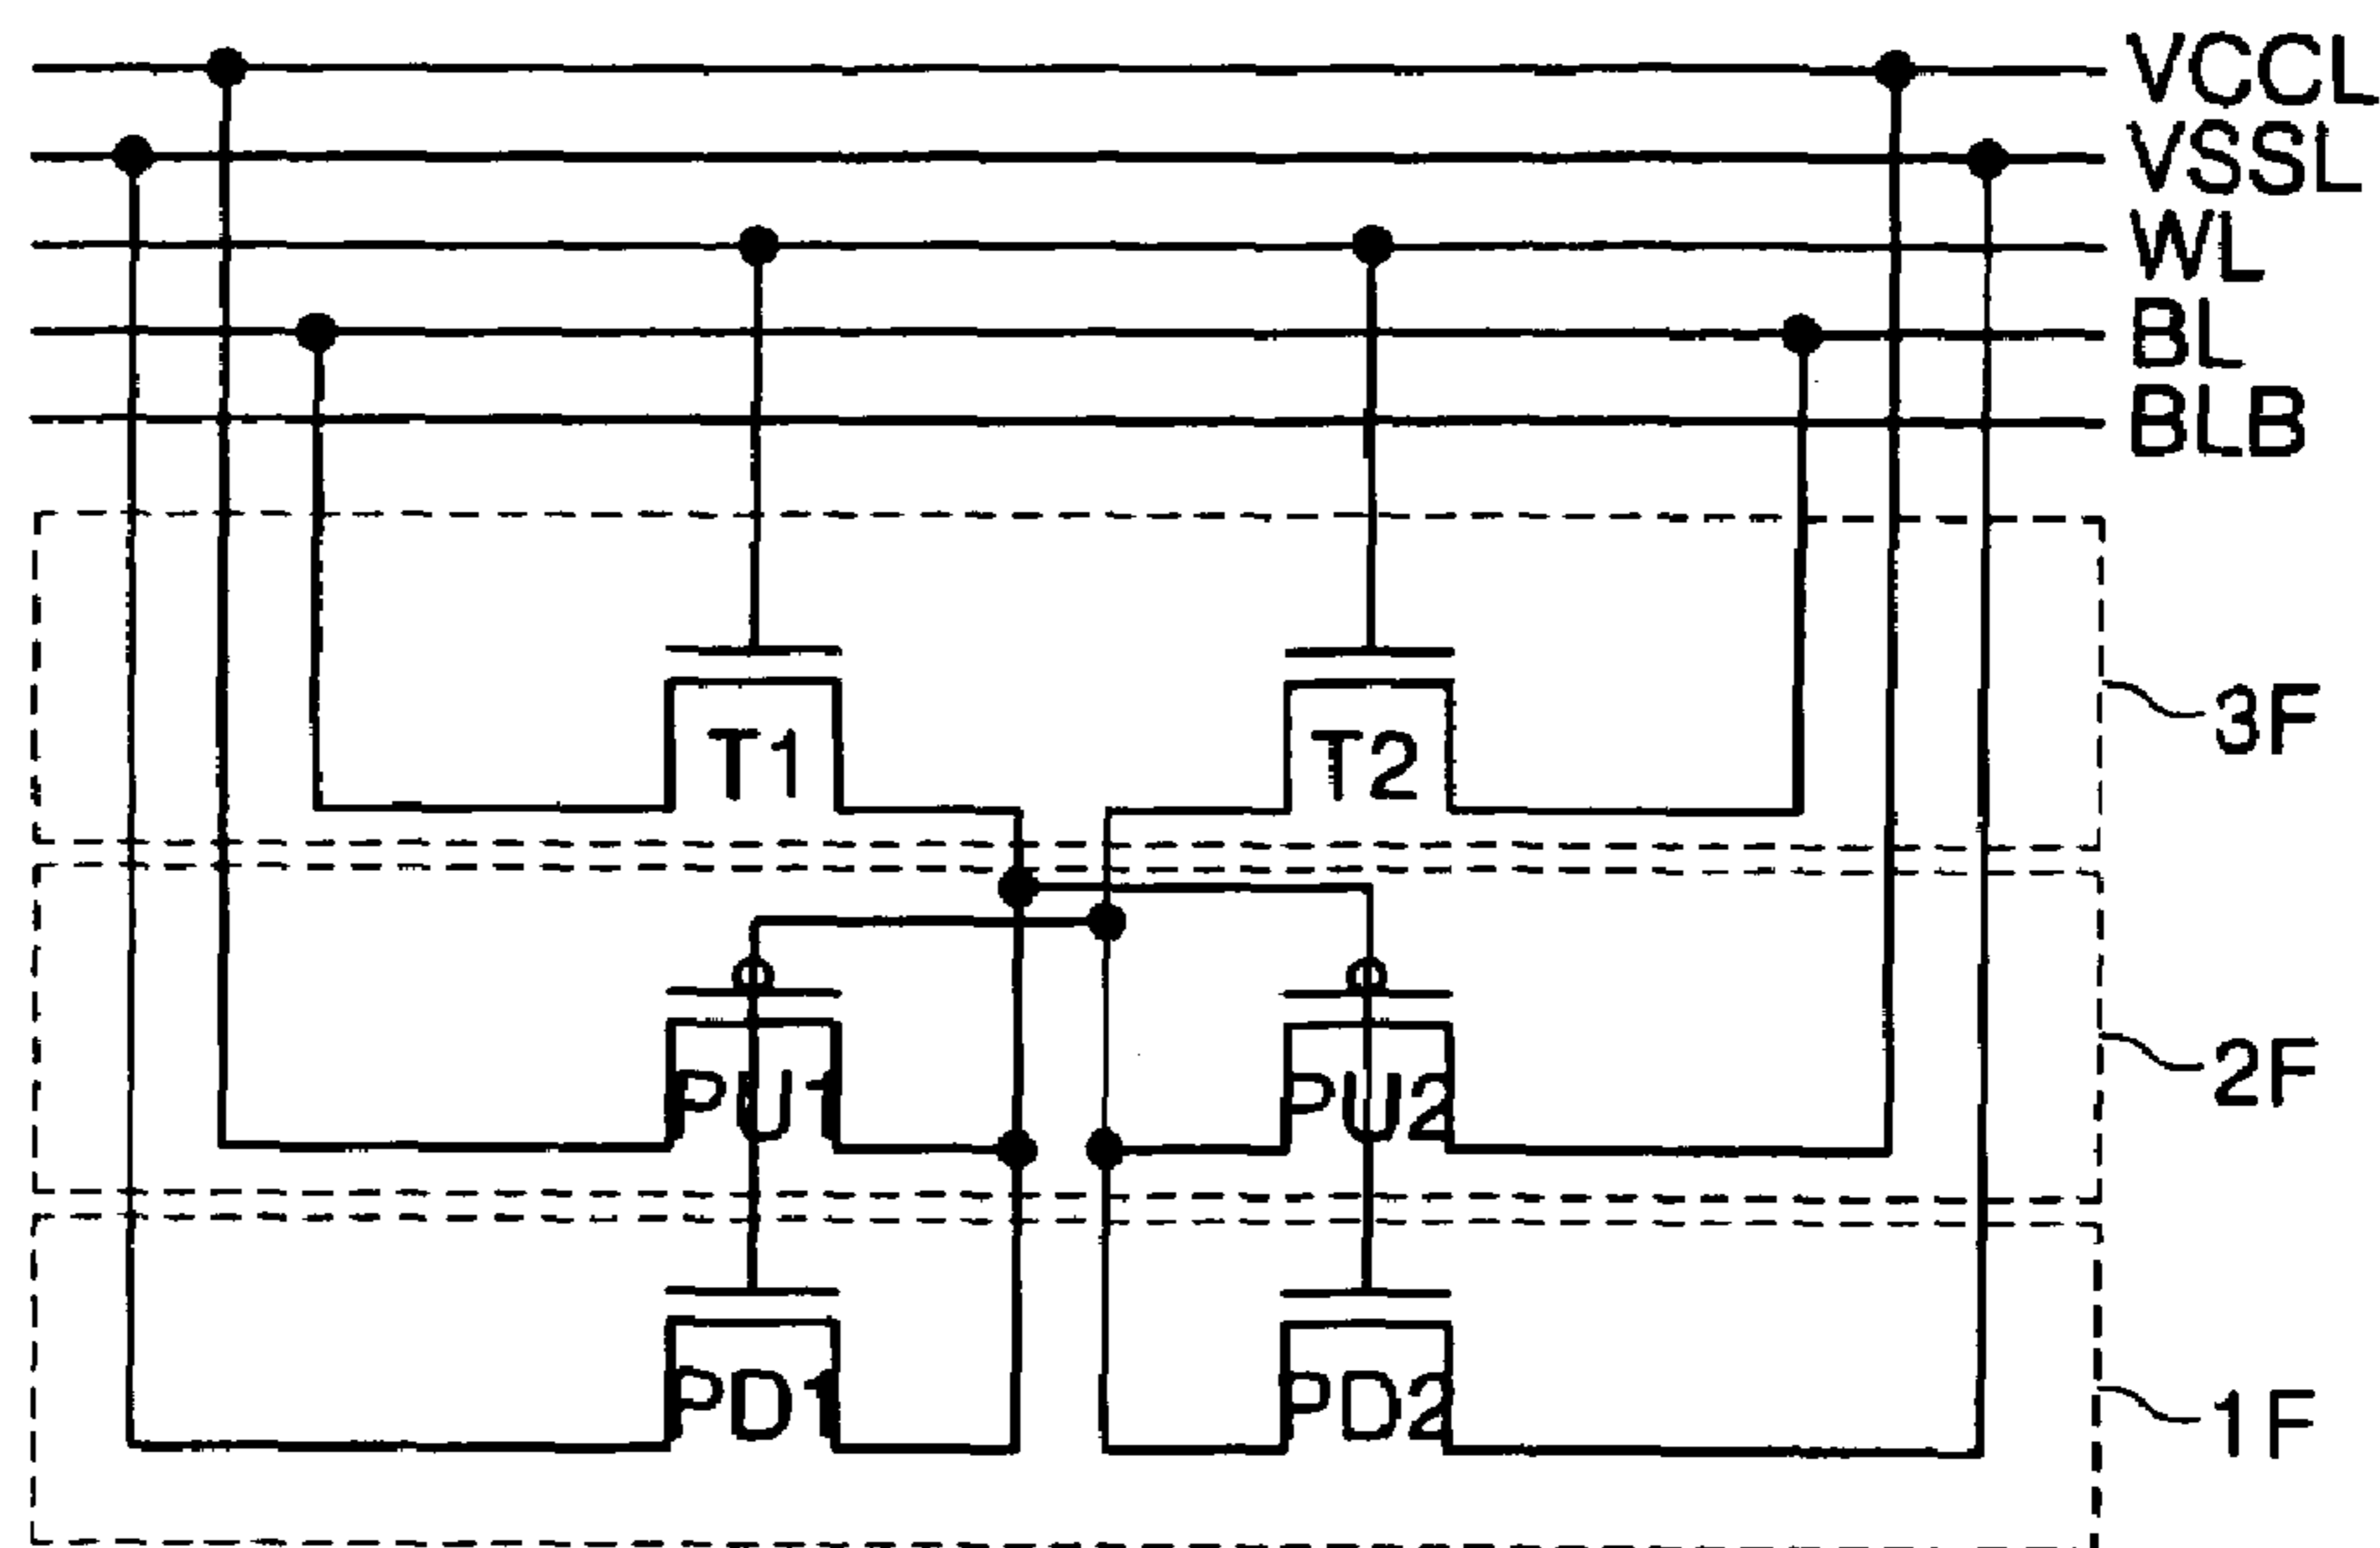 VCCL
VSSL
WL
BL
BLB
T1 T2 3F
PU1 PU2 2F
PD1 PD2 1F